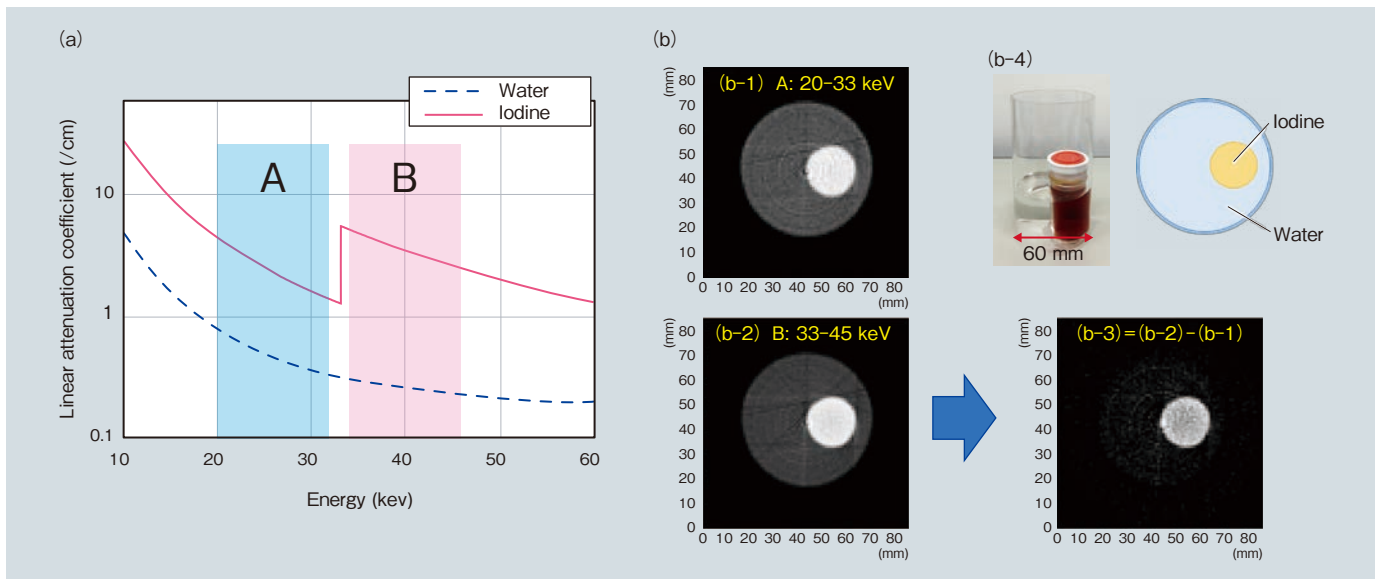 (a)
Water
Iodine
A
B
Linear attenuation coefficient (/cm)
10
1
0.1
10
20
30
40
50
60
Energy (kev)
(b)
(b-1) A: 20–33 keV
(mm)
80
70
60
50
40
30
20
10
0
0 10 20 30 40 50 60 70 80
(mm)
(b-4)
60 mm
Iodine
Water
(b-2) B: 33–45 keV
(mm)
80
70
60
50
40
30
20
10
0
0 10 20 30 40 50 60 70 80
(mm)
(b-3)=(b-2)-(b-1)
(mm)
80
70
60
50
40
30
20
10
0
0 10 20 30 40 50 60 70 80
(mm)